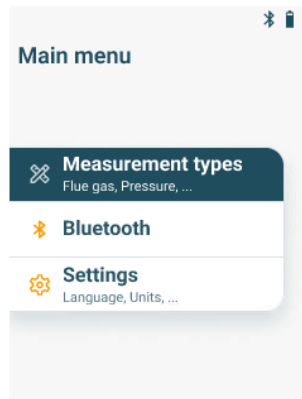 Main menu
Measurement types
Flue gas, Pressure, ...
Bluetooth
Settings
Language, Units, ...